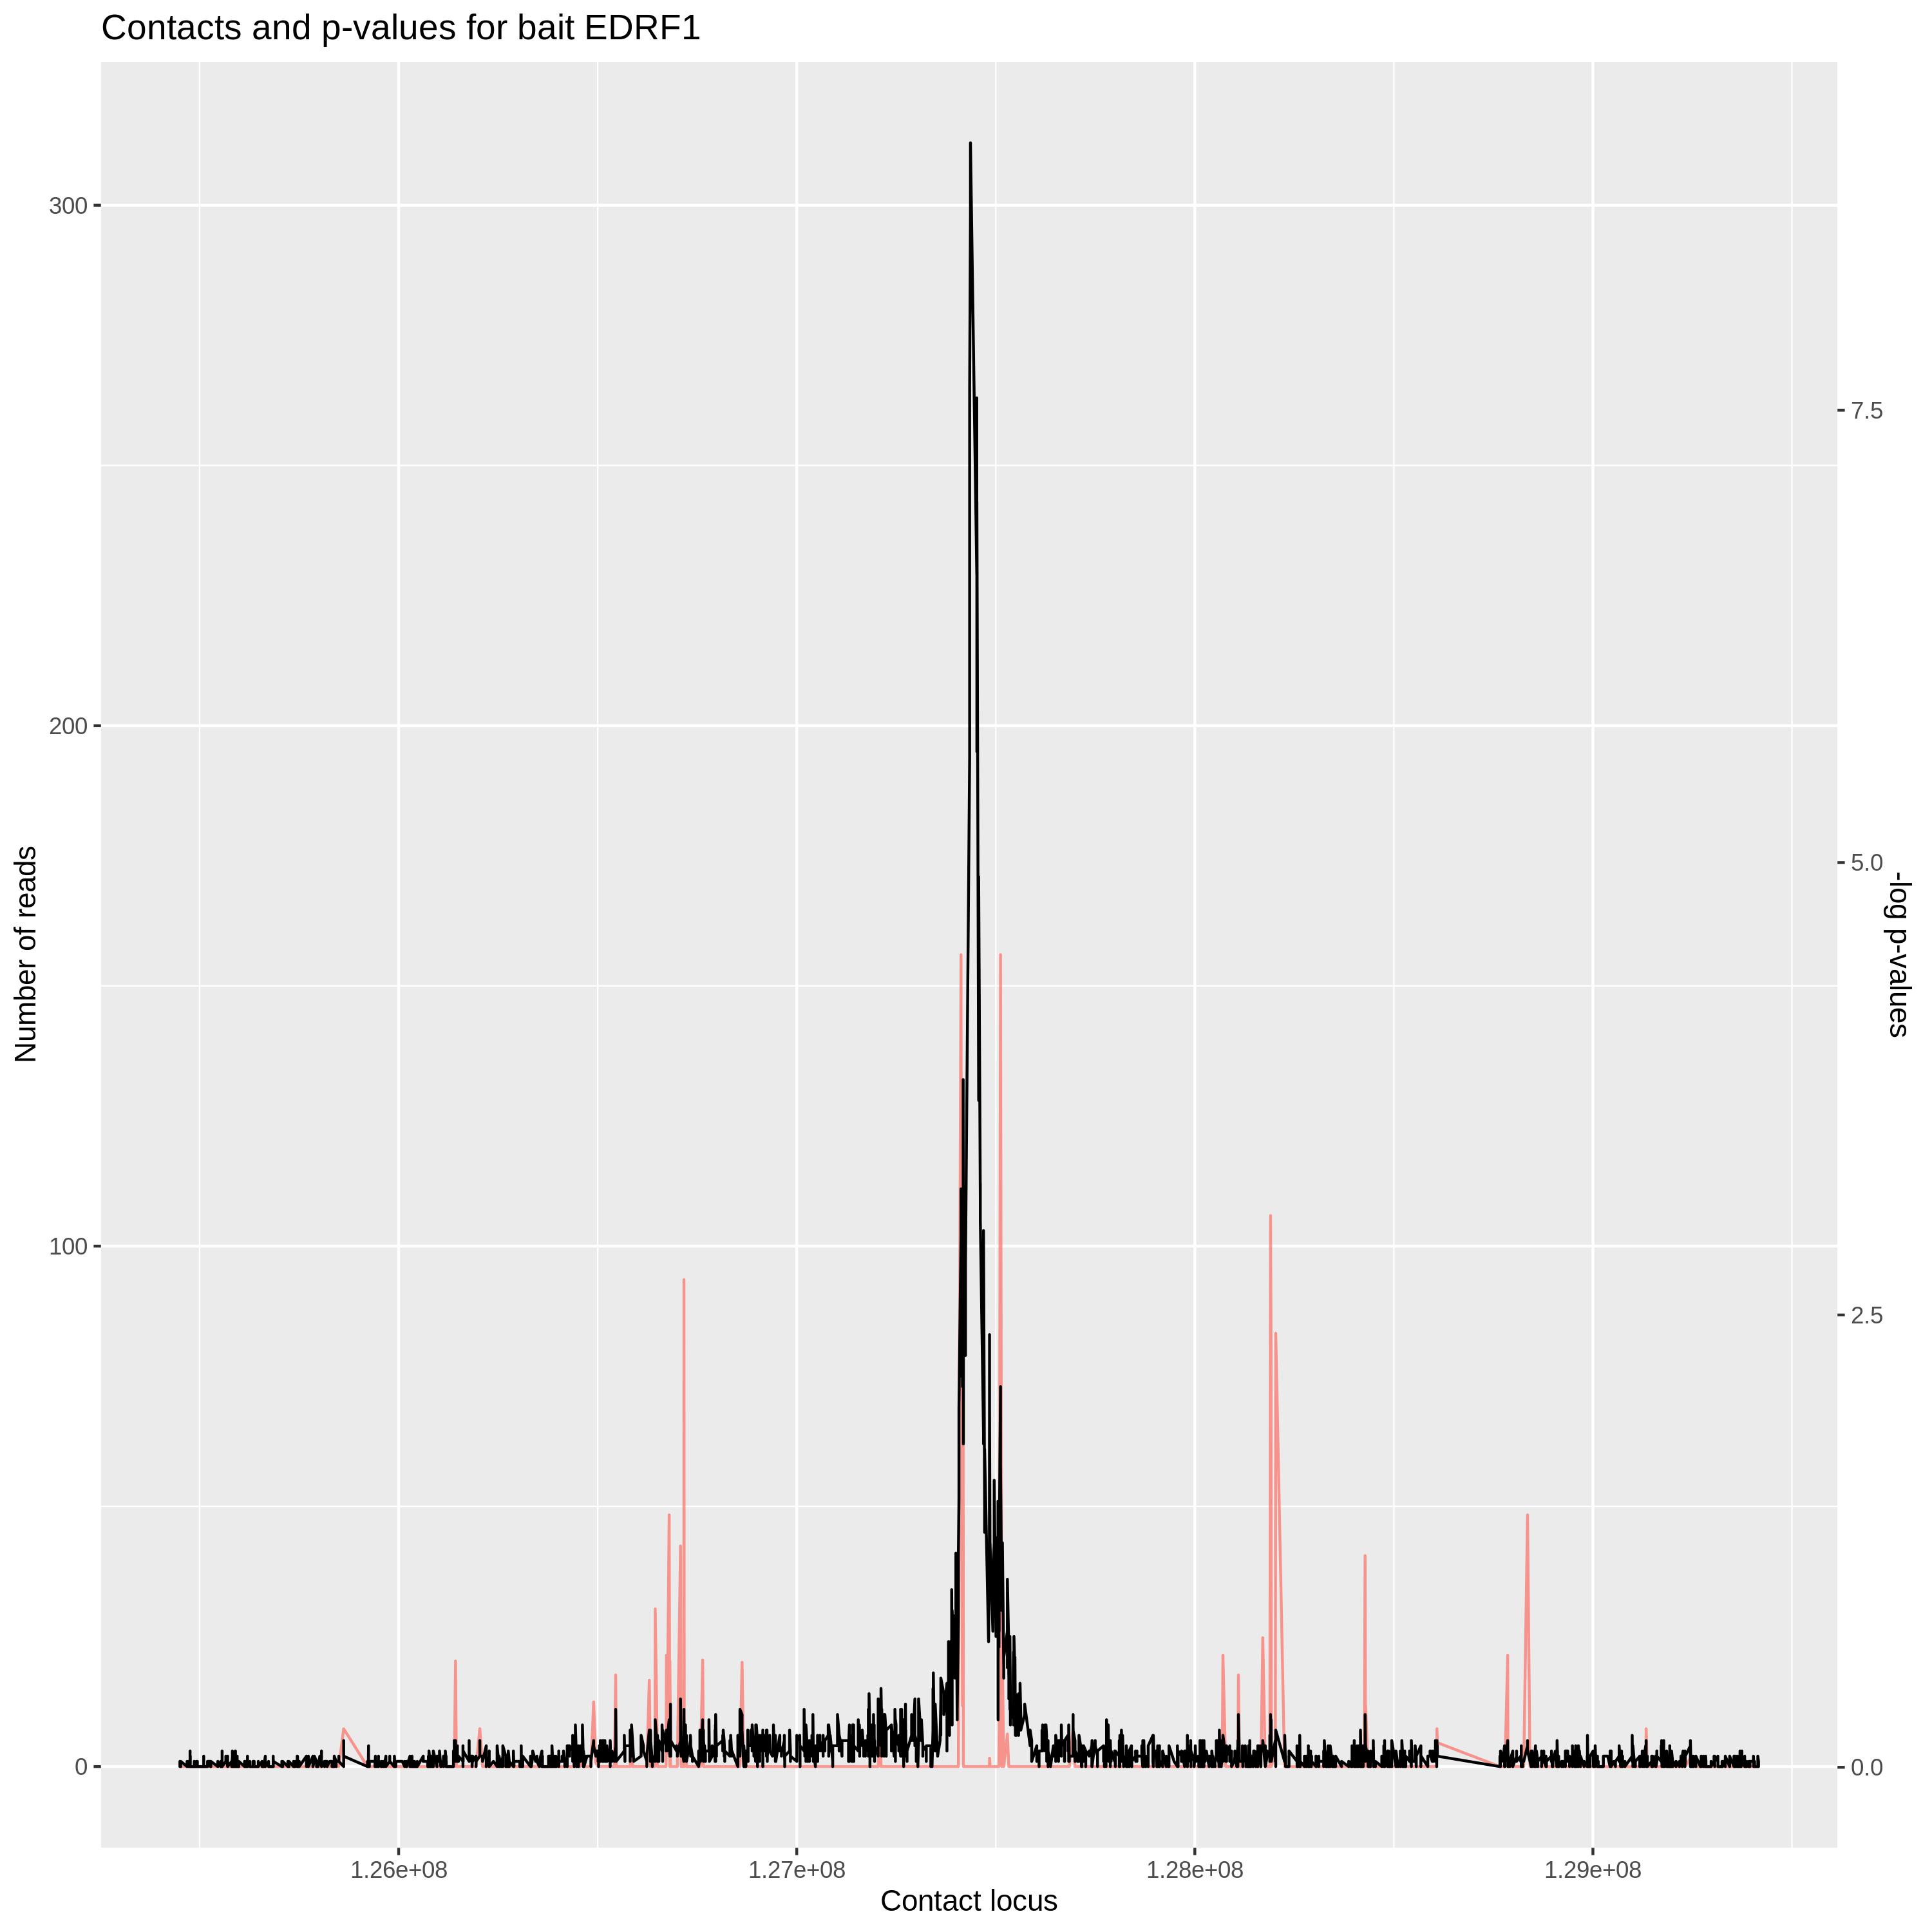 Contacts and p-values for bait EDRF1
300
200
100
0
Number of reads
7.5
5.0
2.5
0.0
-log p-values
1.26e+08
1.27e+08
1.28e+08
1.29e+08
Contact locus